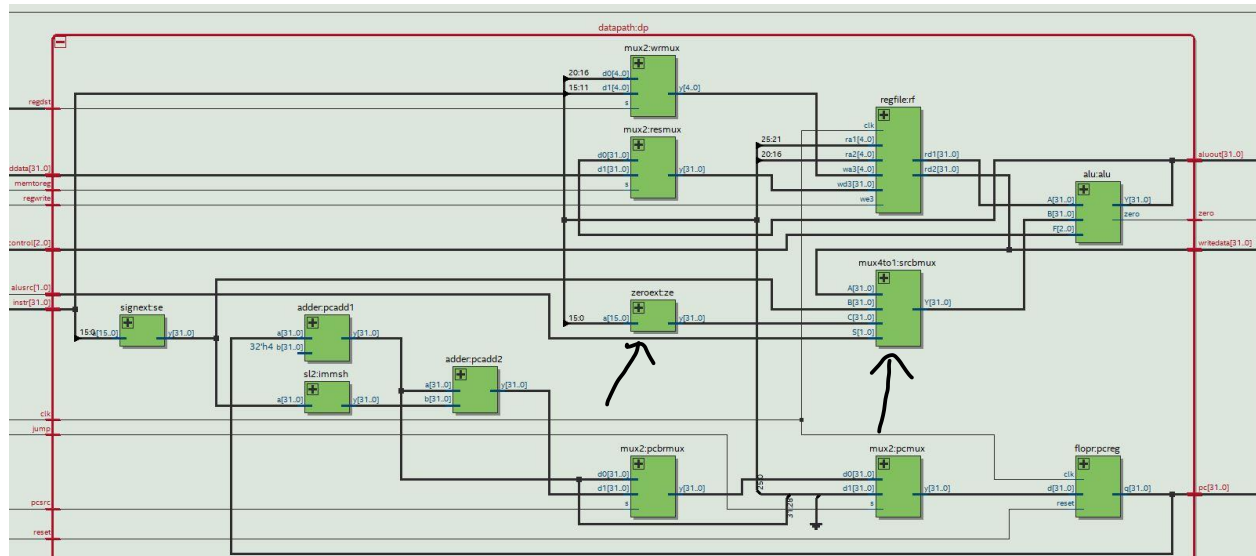 datapath:dp
mux2:wrmux
20:16 d0[4..0]
15:11 d1[4..0] y[4..0]
s
regdst
regfile:rf
mux2:resmux
clk
d0[31..0]
25:21 ra1[4..0]
ddata[31..0] d1[31..0] y[31..0]
20:16 ra2[4..0] rd1[31..0] aluout[31..0]
memtoreg s
wa3[4..0] rd2[31..0]
alu:alu
regwrite
wd3[31..0]
we3
A[31..0] Y[31..0]
B[31..0] zero zero
F[2..0]
control[2..0] writedata[31..0]
mux4to1:srcbmux
alusrc[1..0]
instr[31..0]
signext:se adder:pcadd1 zeroext:ze
A[31..0]
B[31..0] Y[31..0]
15:0 a[15..0] y[31..0] C[31..0]
S[1..0]
15:0 a[15..0] y[31..0] a[31..0] y[31..0]
32'h4 b[31..0]
adder:pcadd2
sl2:immsh
a[31..0] y[31..0]
a[31..0] y[31..0] b[31..0]
clk
jump
mux2:pcbrmux mux2:pcmux flopr:pcreg
d0[31..0] d0[31..0] clk
d1[31..0] y[31..0] 25:0 31:28 d1[31..0] y[31..0] d[31..0] q[31..0] pc[31..0]
pcsrc s s reset
reset